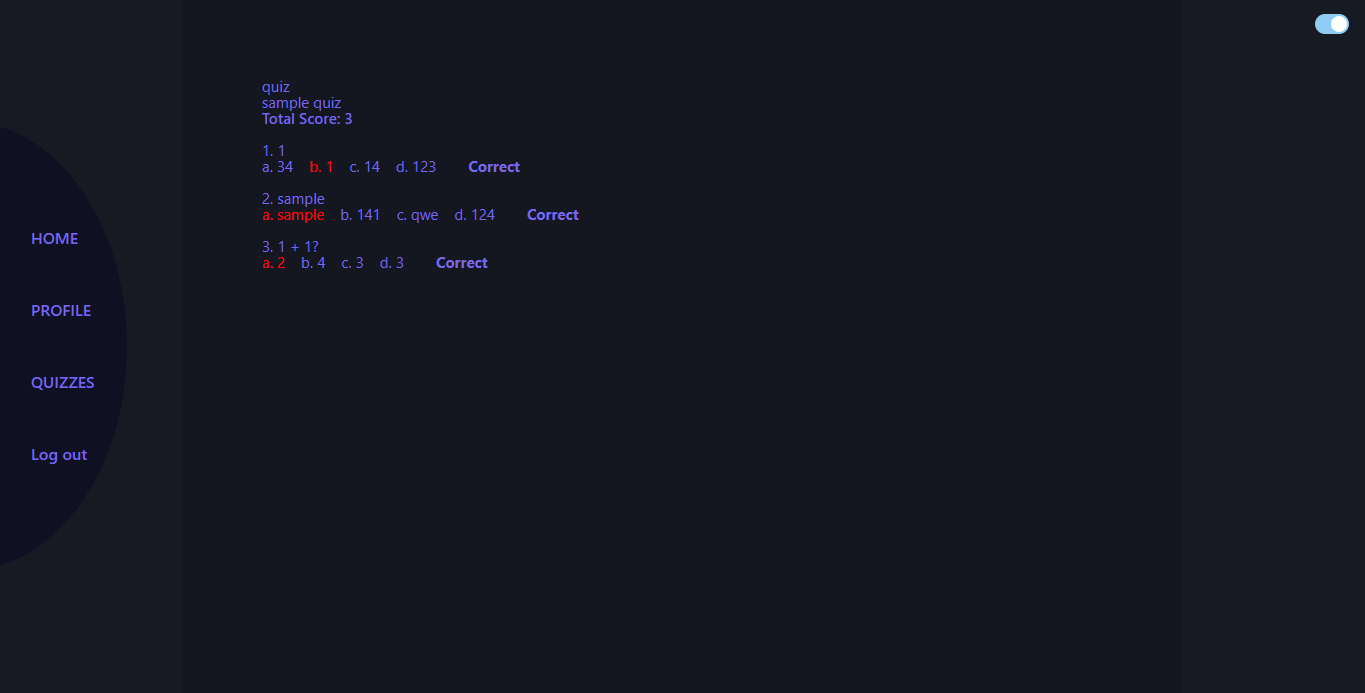 quiz
sample quiz
Total Score: 3
1. 1
a. 34 b. 1 c. 14 d. 123 Correct
2. sample
a. sample b. 141 c. qwe d. 124 Correct
3. 1 + 1?
a. 2 b. 4 c. 3 d. 3 Correct
HOME
PROFILE
QUIZZES
Log out